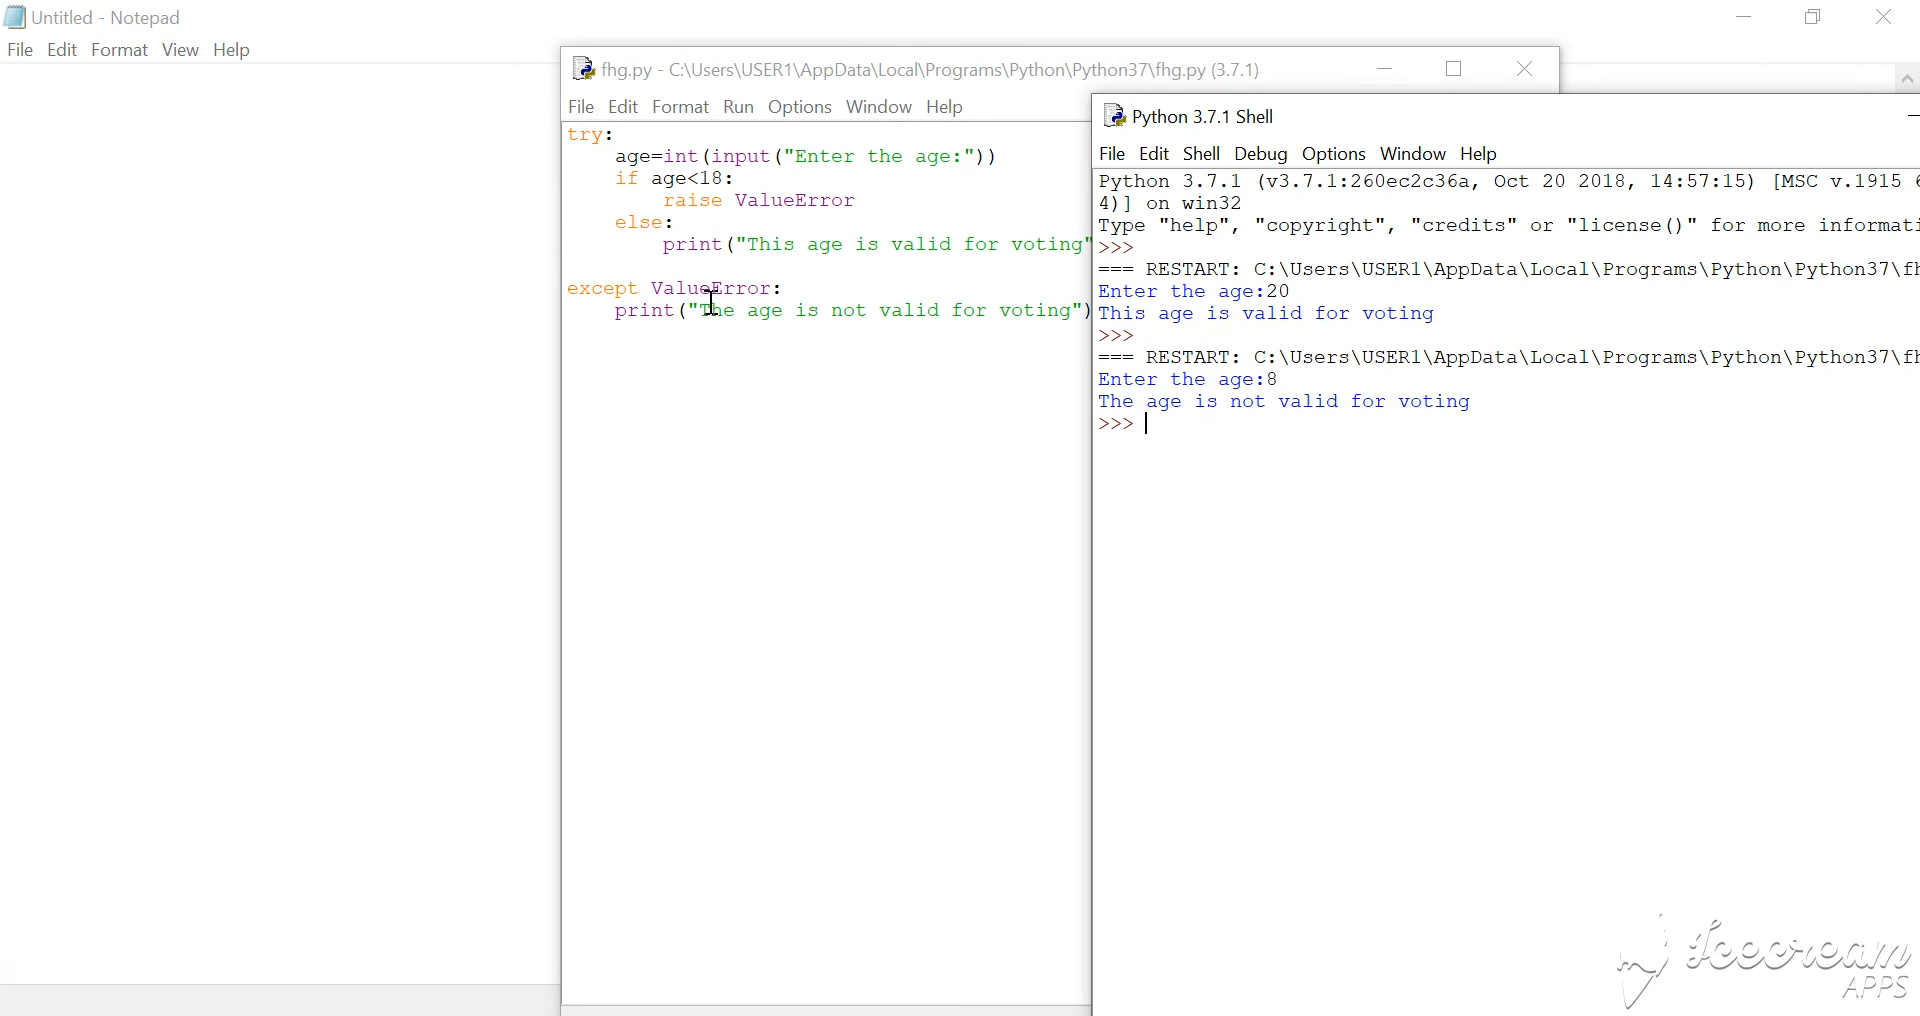 Untitled - Notepad
File Edit Format View Help
fhg.py - C:\Users\USER1\AppData\Local\Programs\Python\Python37\fhg.py (3.7.1)
File Edit Format Run Options Window Help
try:
    age=int(input("Enter the age:"))
    if age<18:
        raise ValueError
    else:
        print("This age is valid for voting"
except ValueError:
    print("The age is not valid for voting")
Python 3.7.1 Shell
File Edit Shell Debug Options Window Help
Python 3.7.1 (v3.7.1:260ec2c36a, Oct 20 2018, 14:57:15) [MSC v.1915 6
4)] on win32
Type "help", "copyright", "credits" or "license()" for more informati
>>>
=== RESTART: C:\Users\USER1\AppData\Local\Programs\Python\Python37\fh
Enter the age:20
This age is valid for voting
>>>
=== RESTART: C:\Users\USER1\AppData\Local\Programs\Python\Python37\fh
Enter the age:8
The age is not valid for voting
>>>
Icecream
APPS